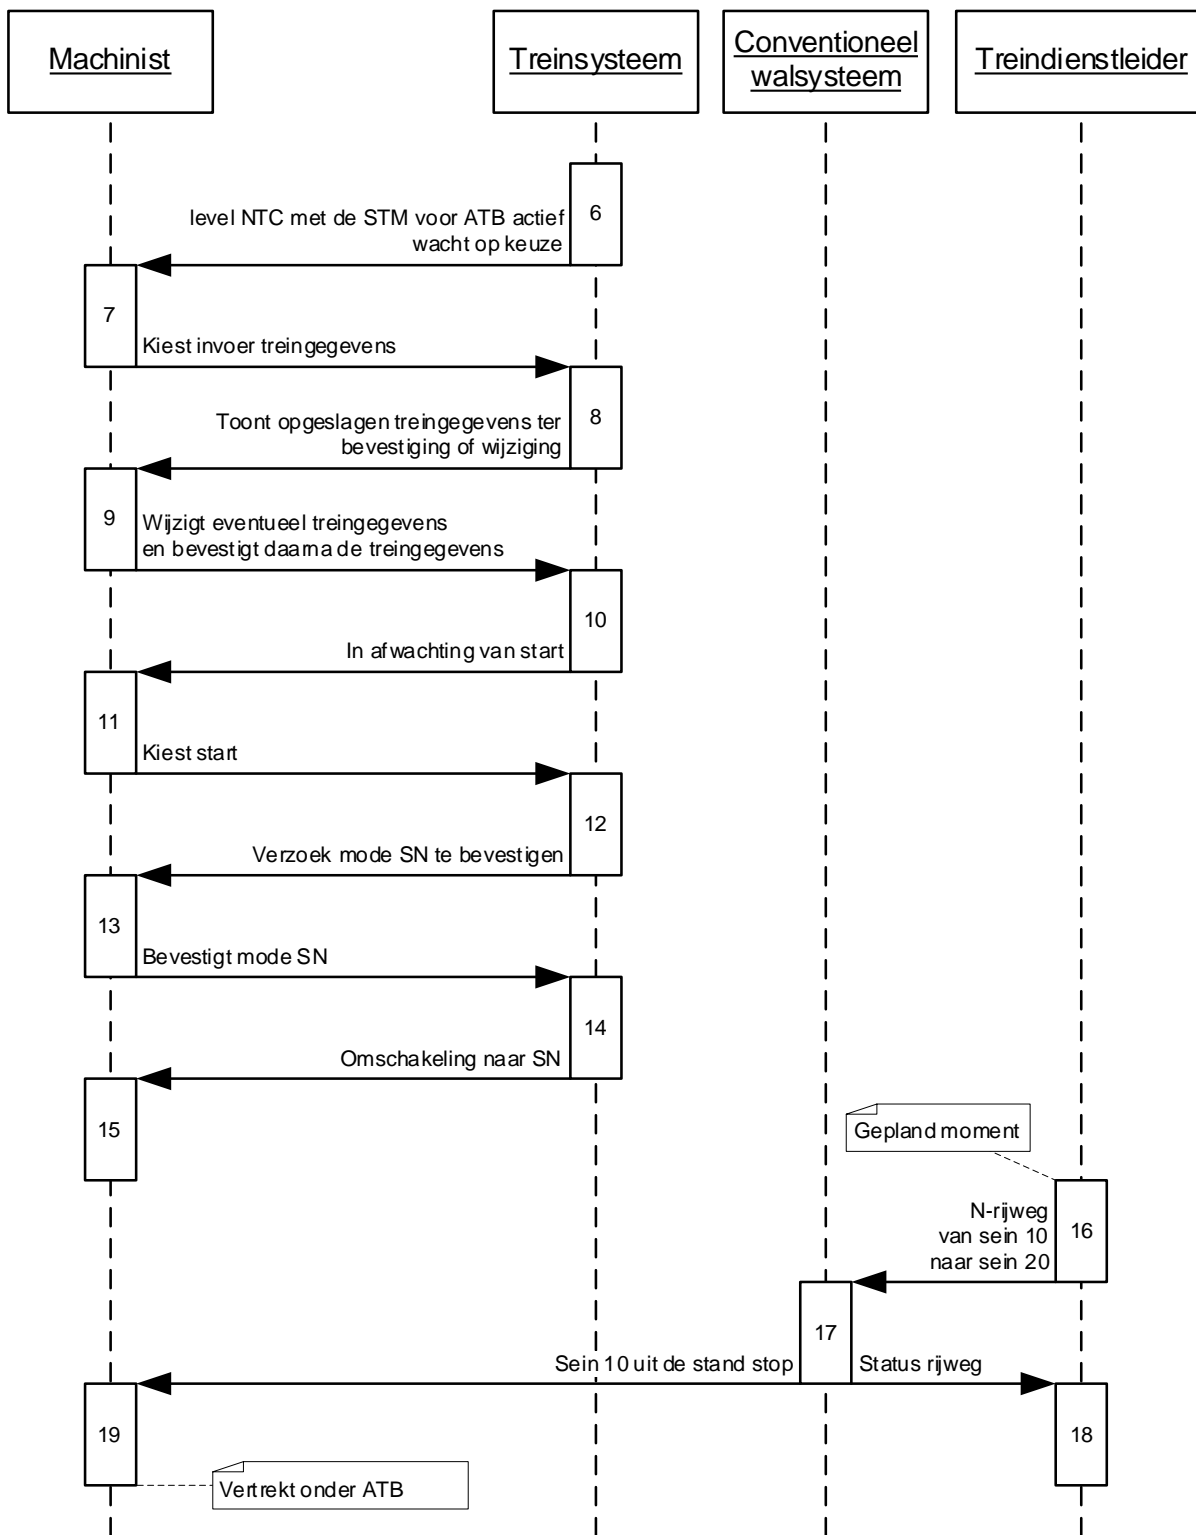 Machinist
Treinsysteem
Conventioneel
walsysteem
Treindienstleider
6
level NTC met de STM voor ATB actief
wacht op keuze
7
Kiest invoer treingegevens
8
Toont opgeslagen treingegevens ter
bevestiging of wijziging
9
Wijzigt eventueel treingegevens
en bevestigt daarna de treingegevens
10
In afwachting van start
11
Kiest start
12
Verzoek mode SN te bevestigen
13
Bevestigt mode SN
14
Omschakeling naar SN
15
Gepland moment
N-rijweg
van sein 10
naar sein 20
16
17
Sein 10 uit de stand stop
Status rijweg
19
18
Vertrekt onder ATB